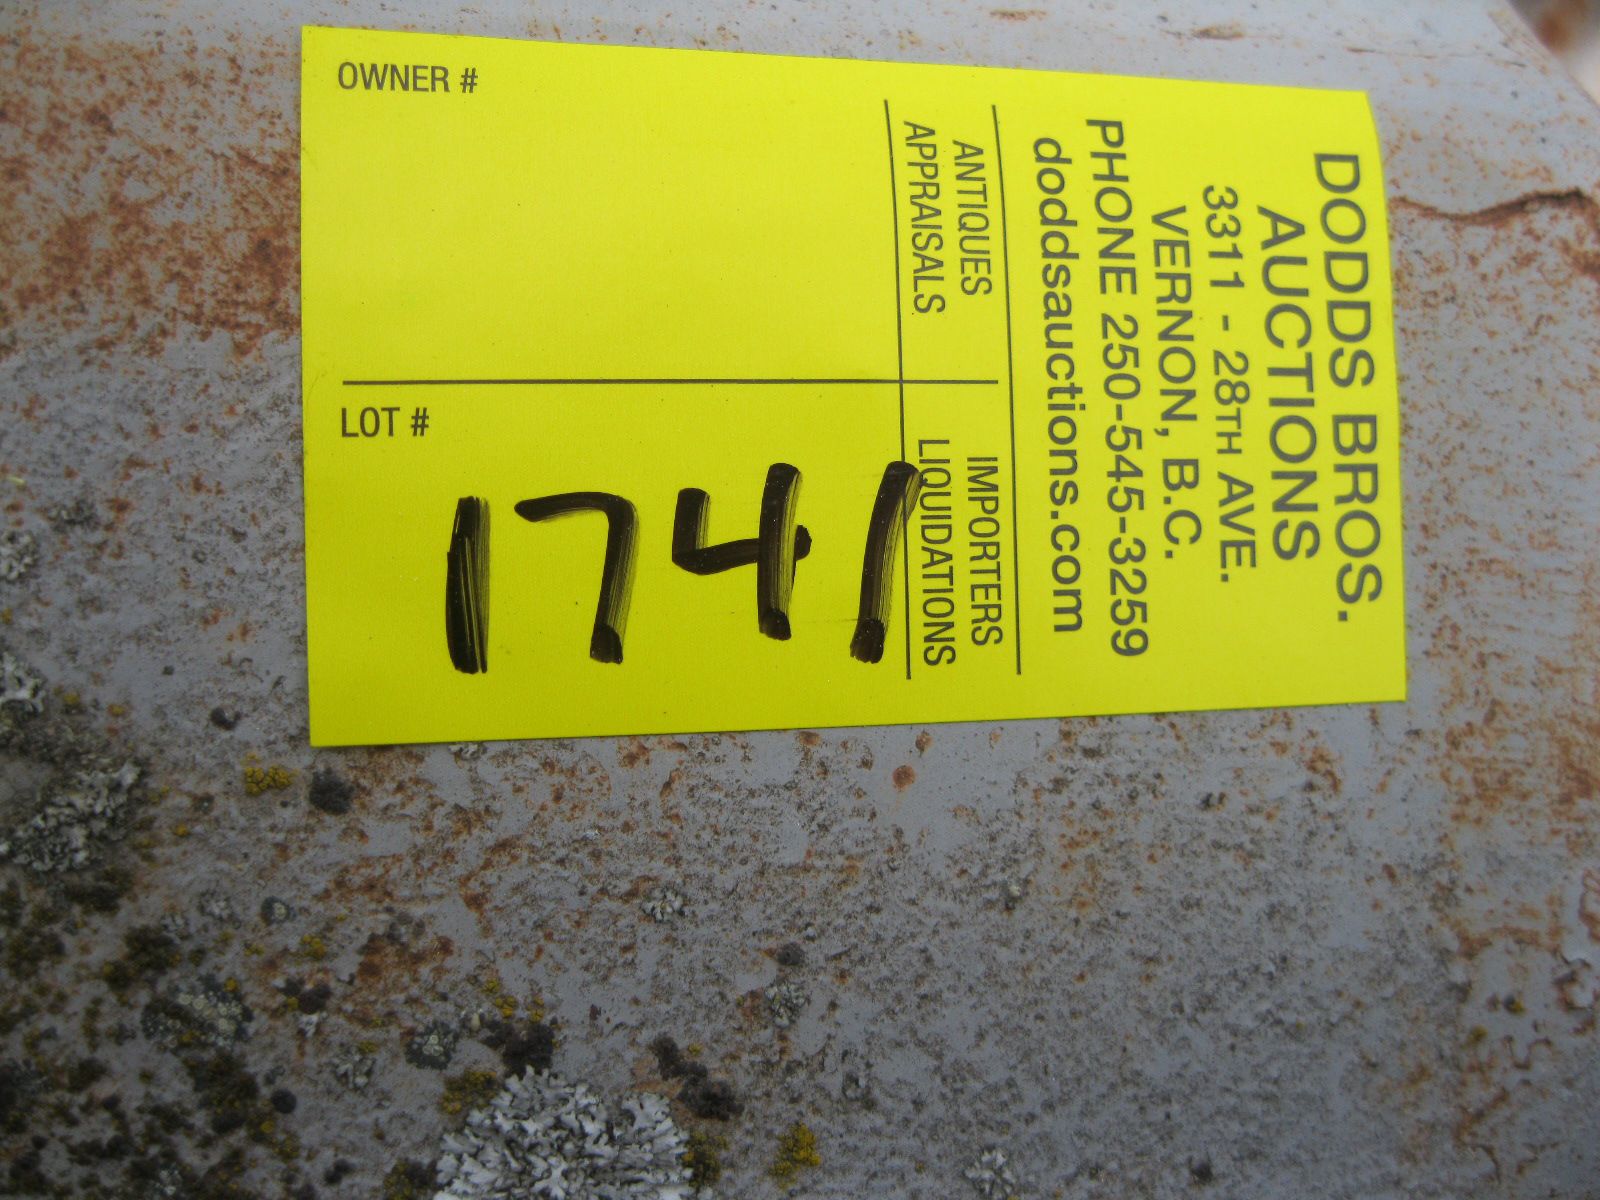 DODDS BROS.
AUCTIONS
3311 - 28TH AVE.
VERNON, B.C.
PHONE 250-545-3259
doddsauctions.com
ANTIQUES IMPORTERS
APPRAISALS LIQUIDATIONS
OWNER #
LOT #
1741